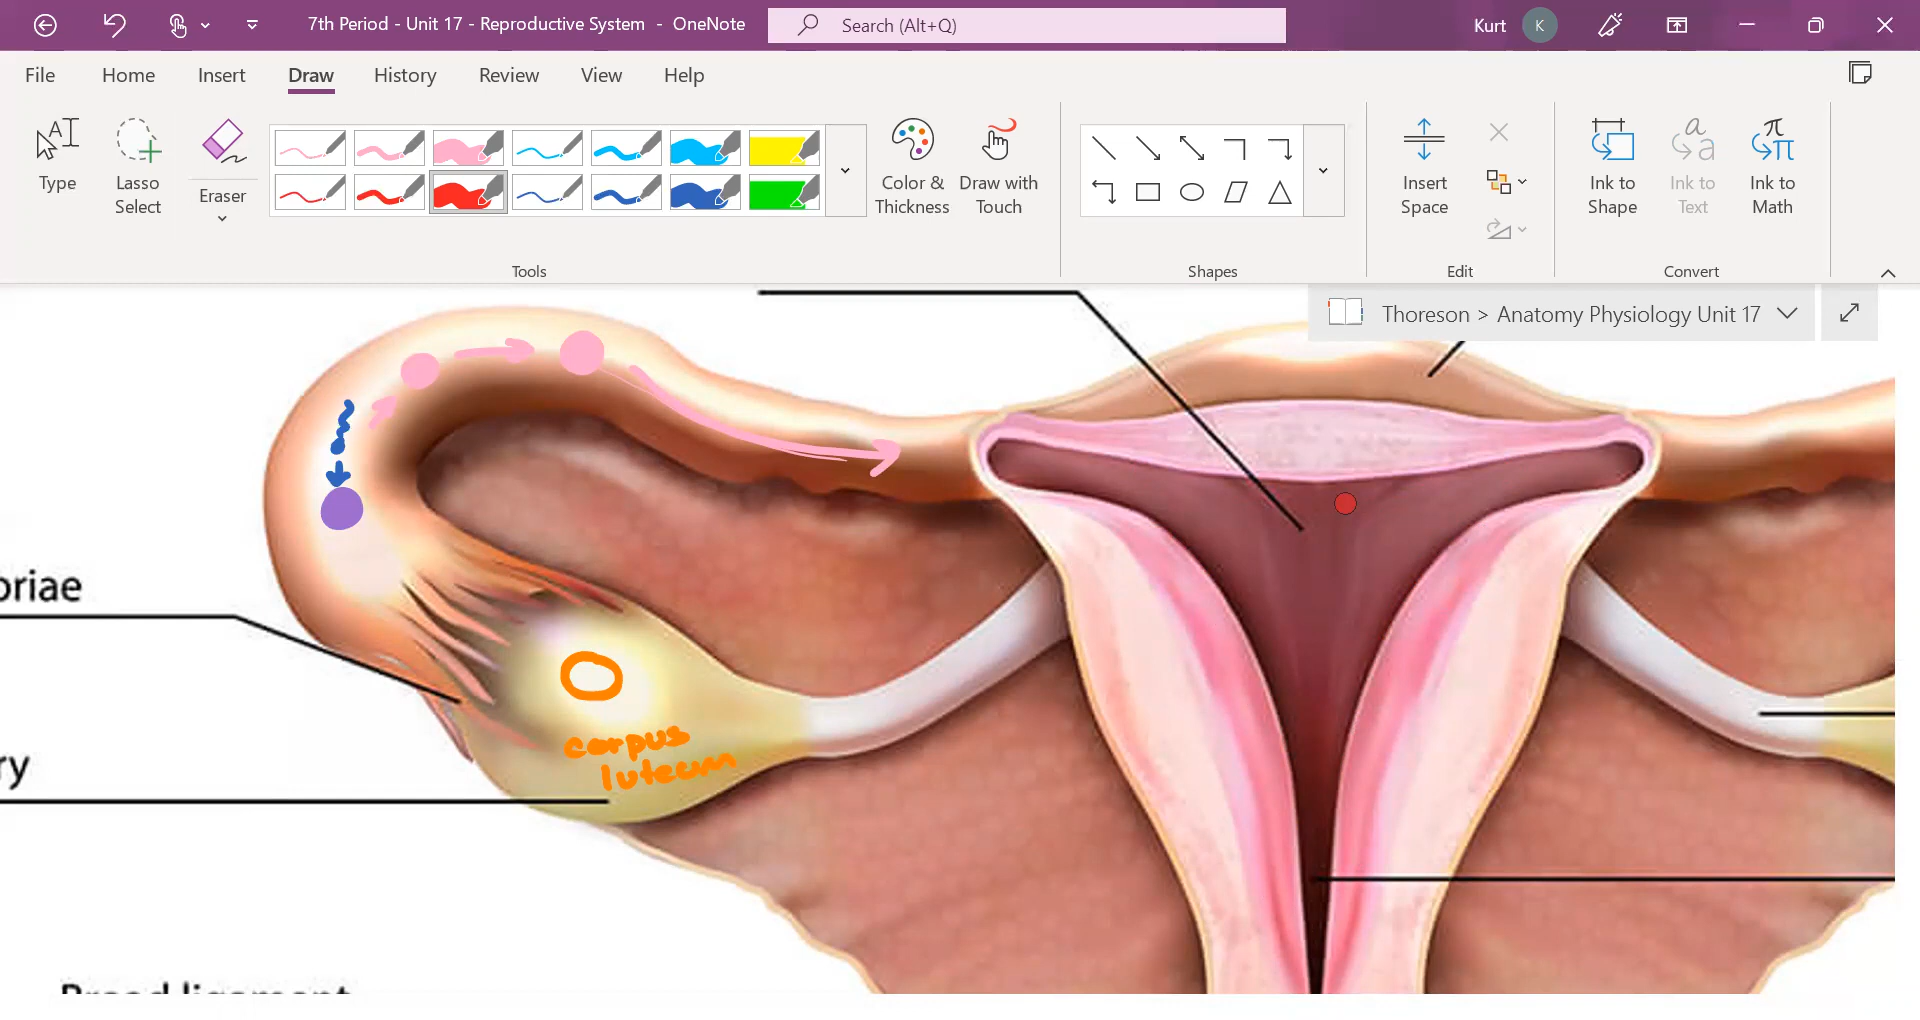 7th Period - Unit 17 - Reproductive System - OneNote
Search (Alt+Q)
Kurt
K
File
Home
Insert
Draw
History
Review
View
Help
Type
Lasso
Select
Eraser
Color &
Thickness
Draw with
Touch
Insert
Space
Ink to
Shape
Ink to
Text
Ink to
Math
Tools
Shapes
Edit
Convert
Thoreson > Anatomy Physiology Unit 17
oriae
ry
corpus
luteum
Broad ligament